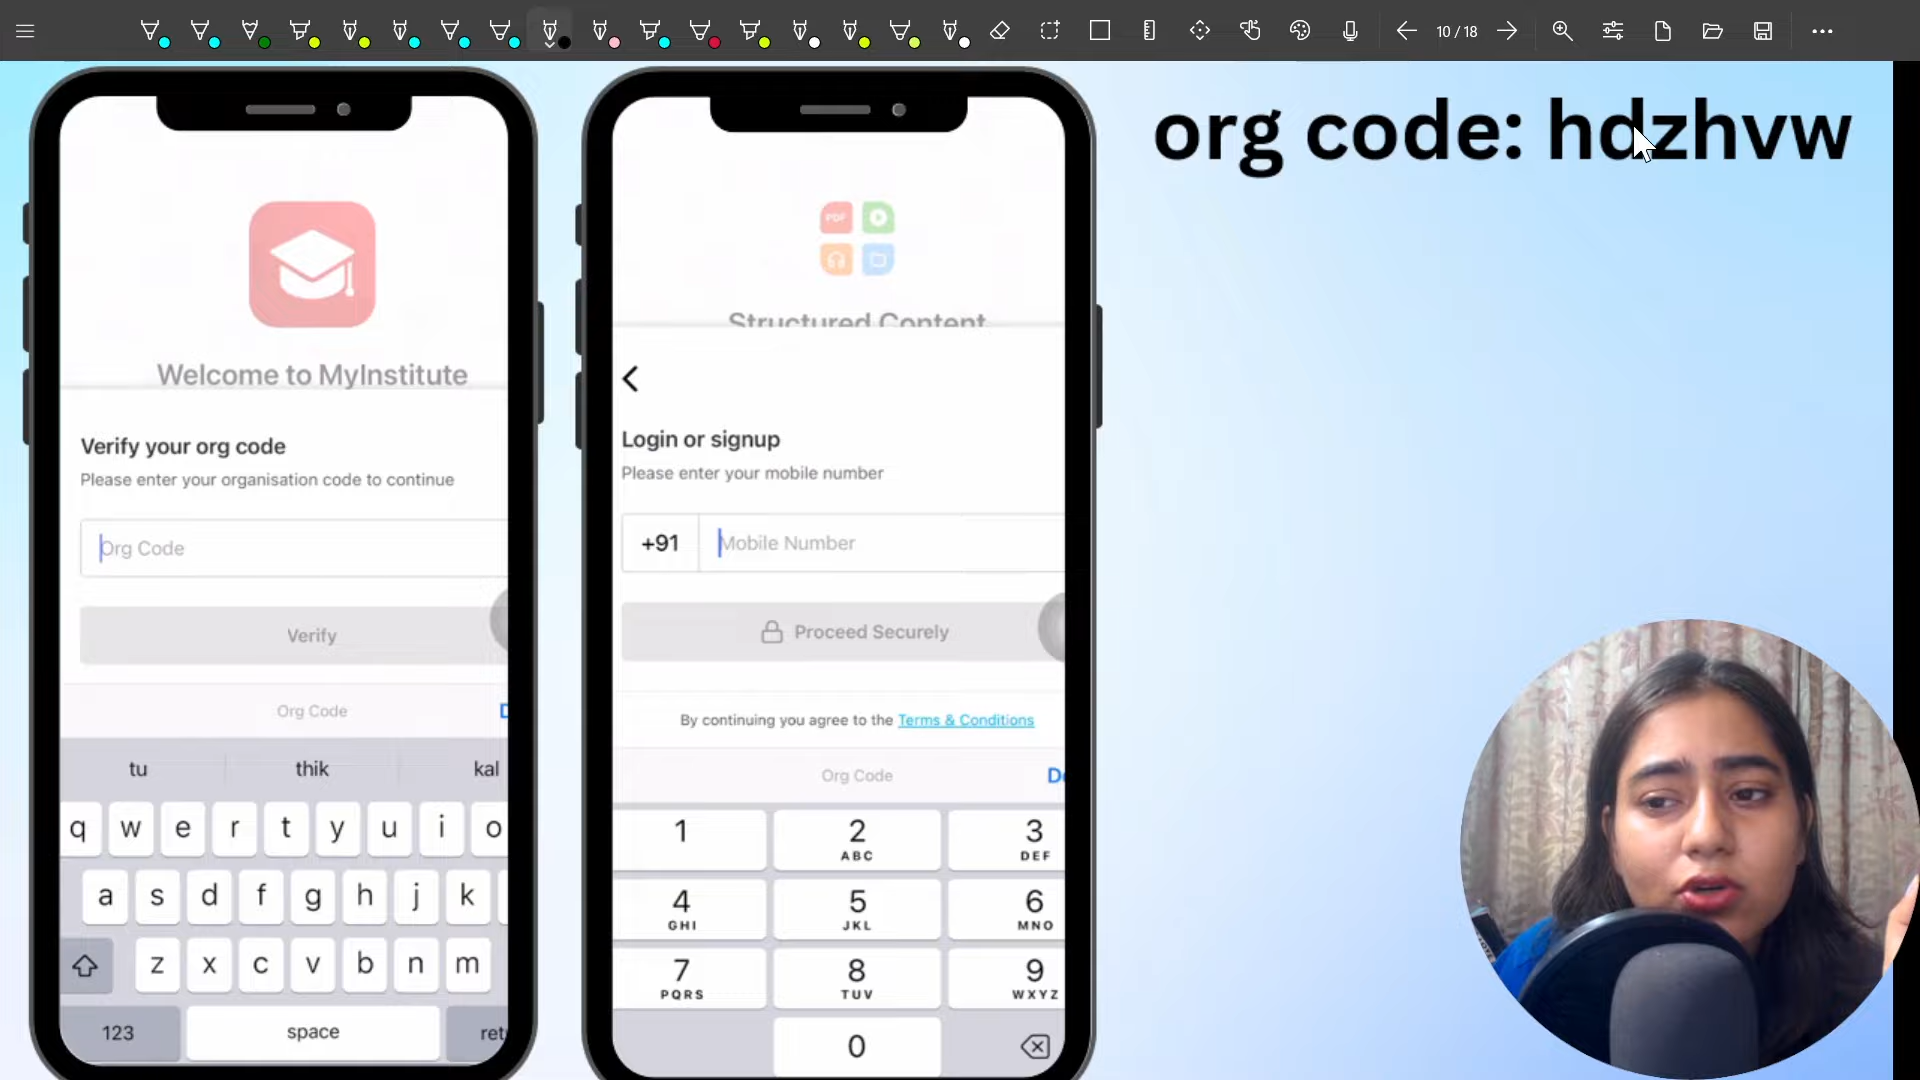 10 / 18
org code: hdzhvw
Welcome to MyInstitute
Verify your org code
Please enter your organisation code to continue
Org Code
Verify
Org Code
tu thik kal
q w e r t y u i o
a s d f g h j k
z x c v b n m
123 space
PDF
Structured Content
Login or signup
Please enter your mobile number
+91 Mobile Number
Proceed Securely
By continuing you agree to the Terms & Conditions
Org Code
1 2 3
ABC DEF
4 5 6
GHI JKL MNO
7 8 9
PQRS TUV WXYZ
0